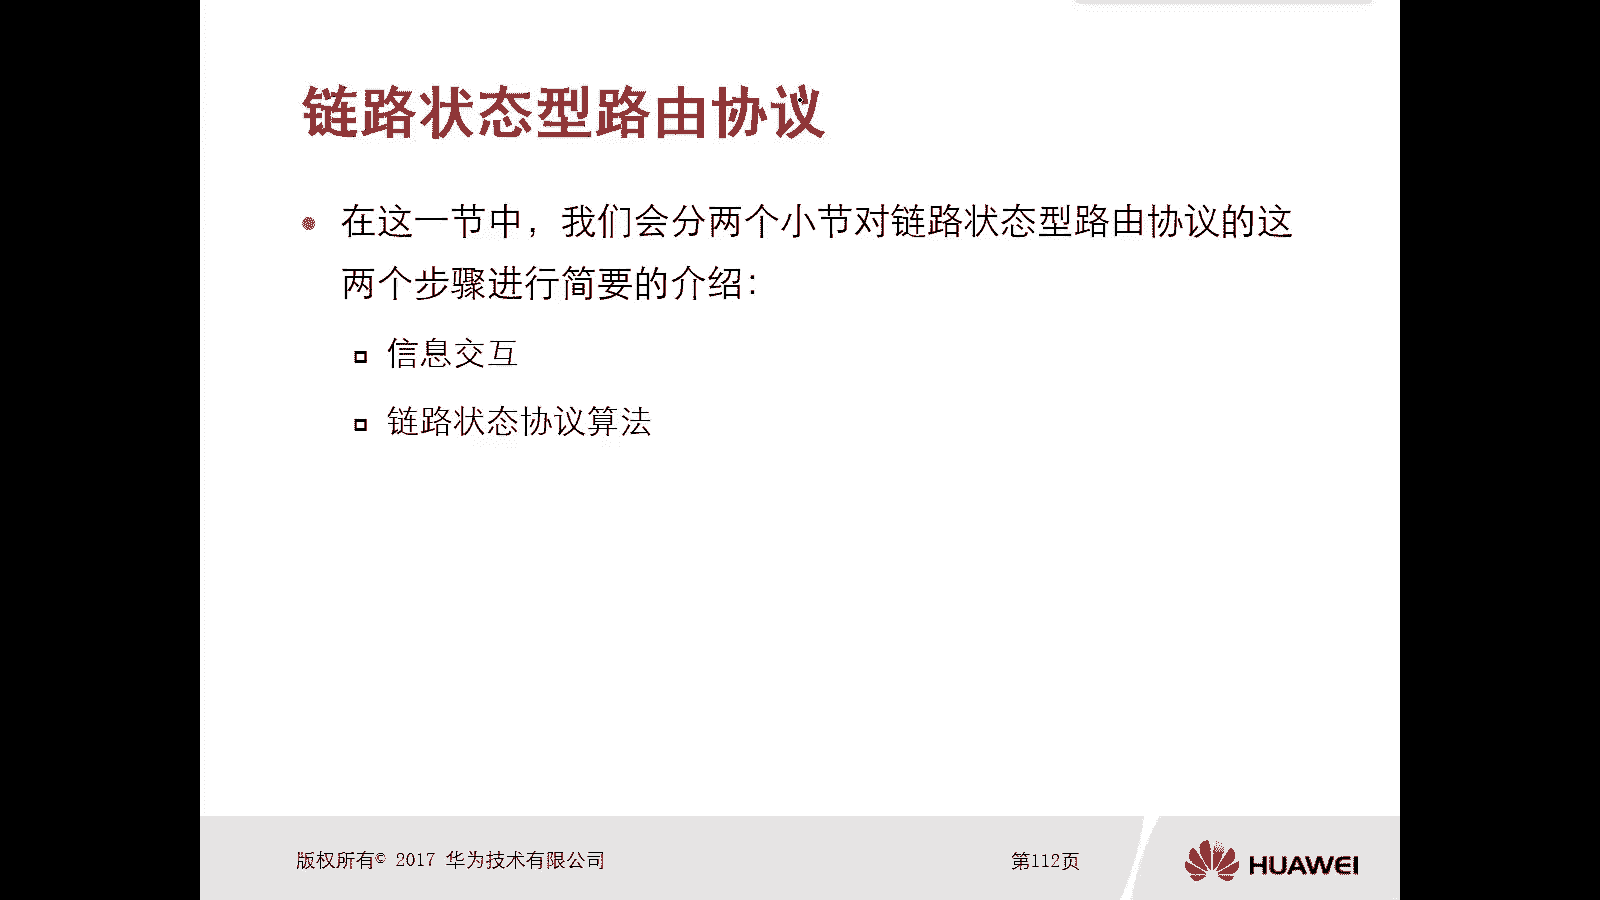 链路状态型路由协议
在这一节中，我们会分两个小节对链路状态型路由协议的这
两个步骤进行简要的介绍：
信息交互
链路状态协议算法
版权所有© 2017 华为技术有限公司
第112页
HUAWEI